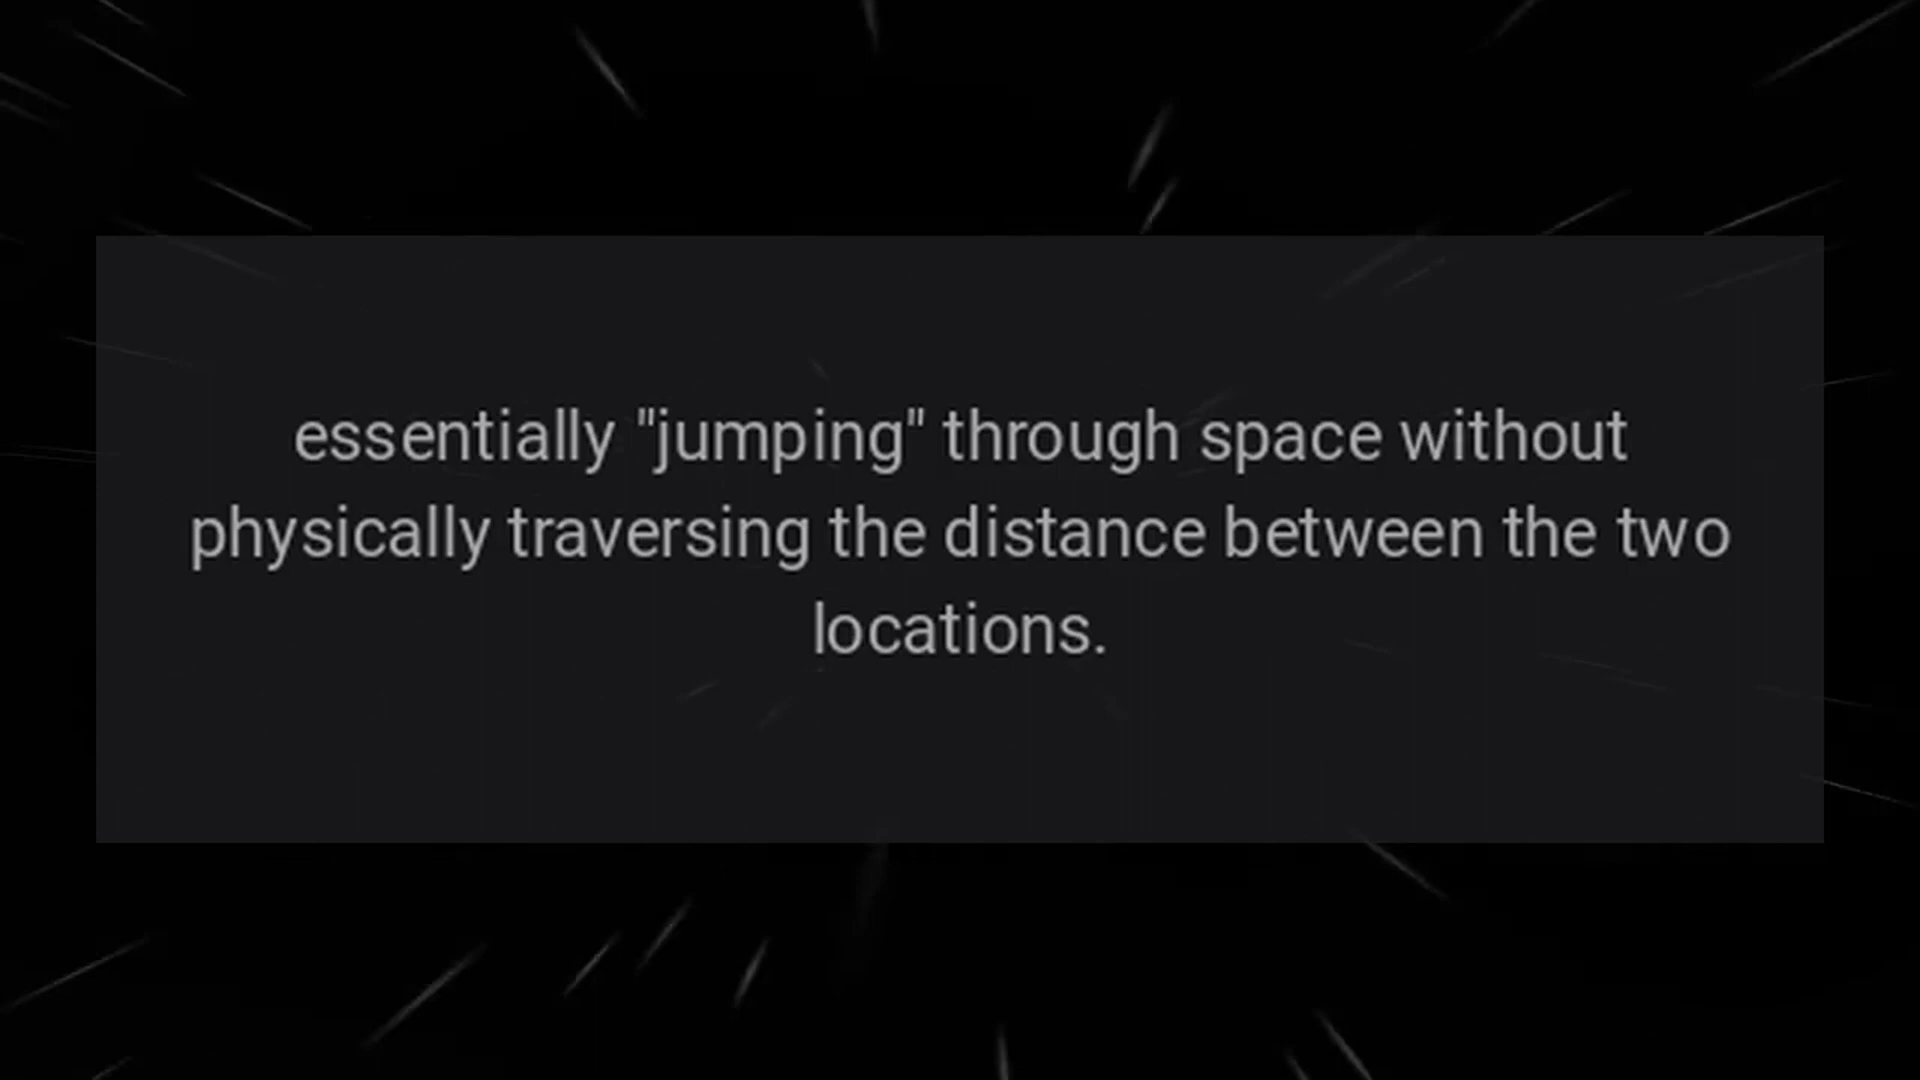 essentially "jumping" through space without
physically traversing the distance between the two
locations.